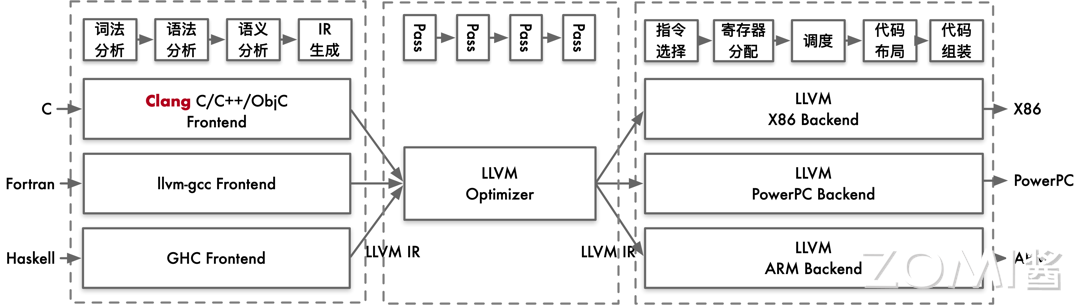 词法
分析
语法
分析
语义
分析
IR
生成
Pass
Pass
Pass
Pass
指令
选择
寄存器
分配
调度
代码
布局
代码
组装
C
Clang C/C++/ObjC
Frontend
LLVM
X86 Backend
X86
Fortran
llvm-gcc Frontend
LLVM
Optimizer
LLVM
PowerPC Backend
PowerPC
Haskell
GHC Frontend
LLVM IR
LLVM IR
LLVM
ARM Backend
ARM
ZOMI酱